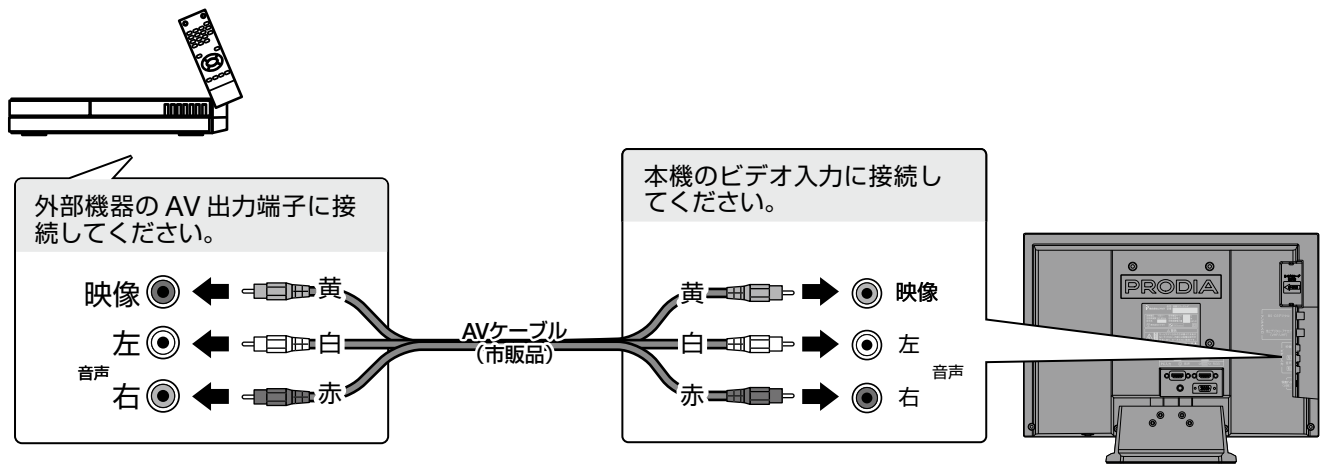 外部機器の AV 出力端子に接
続してください。
映像
黄
左
白
音声
右
赤
AVケーブル
（市販品）
本機のビデオ入力に接続し
てください。
黄
映像
白
左
音声
赤
右
PRODIA